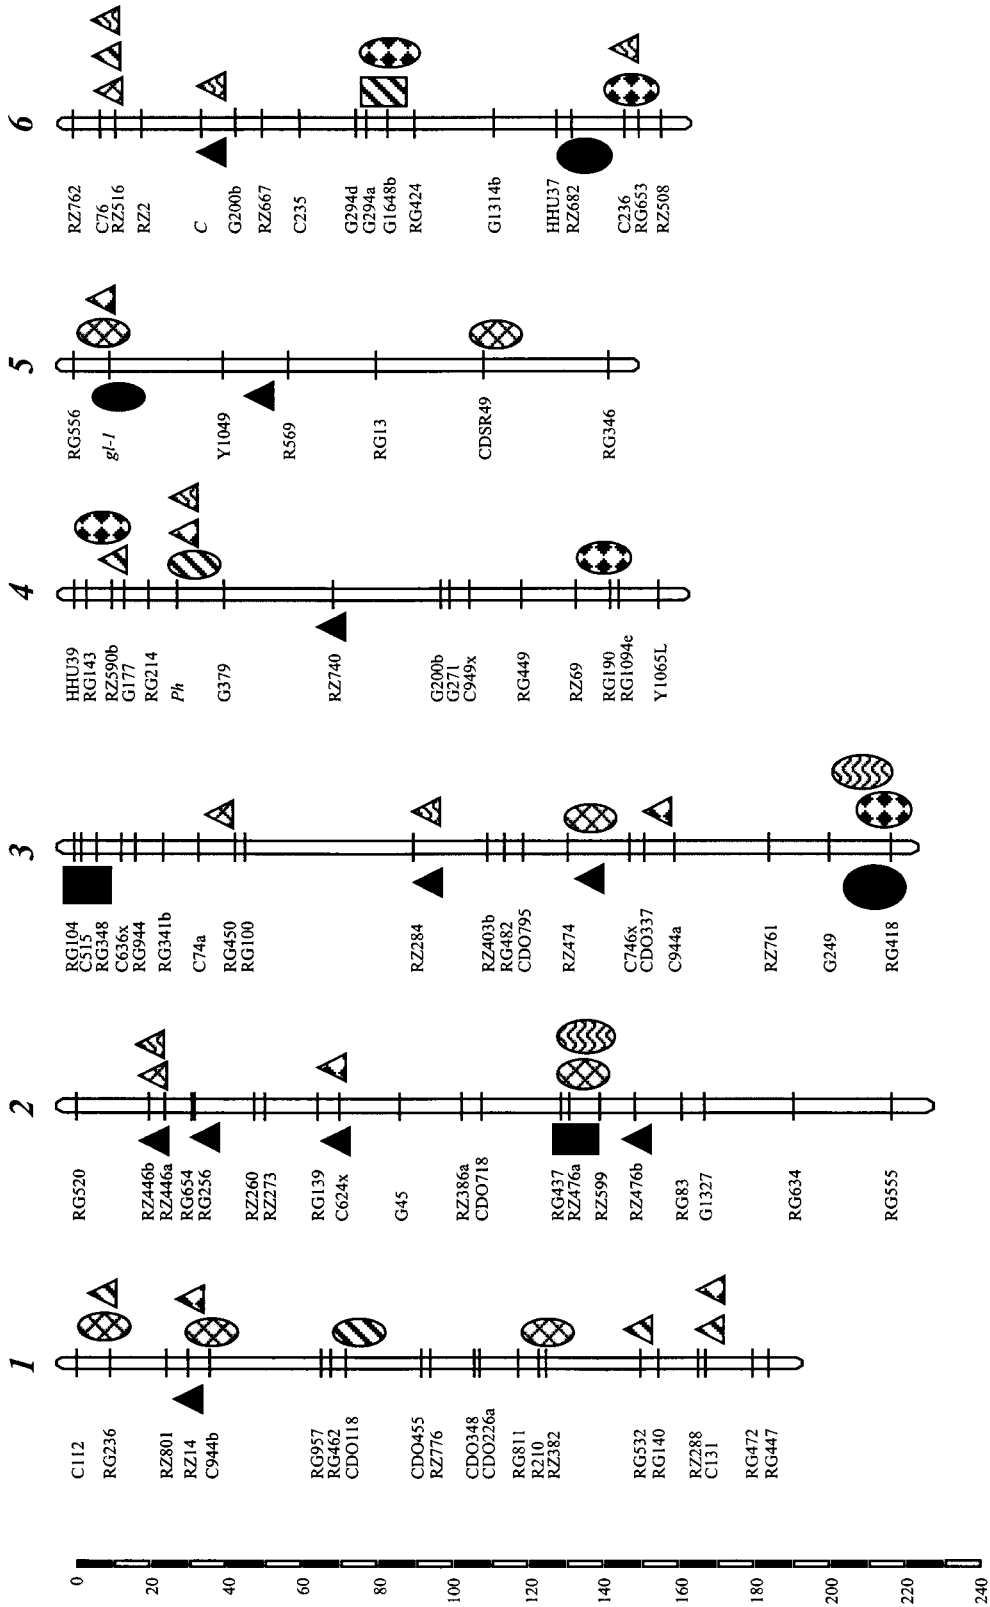 1
C112
RG236
RZ801
RZ14
C944b
RG957
RG462
CDO118
CDO455
RZ776
CDO348
CDO226a
RG811
R210
RZ382
RG532
RG140
RZ288
C131
RG472
RG447
2
RG520
RZ446b
RZ446a
RG654
RG256
RZ260
RZ273
RG139
C624x
G45
RZ386a
CDO718
RG437
RZ476a
RZ599
RZ476b
RG83
G1327
RG634
RG555
3
RG104
C515
RG348
C636x
RG944
RG341b
C74a
RG450
RG100
RZ284
RZ403b
RG482
CDO795
RZ474
C746x
CDO337
C944a
RZ761
G249
RG418
4
HHU39
RG143
RZ590b
G177
RG214
Ph
G379
RZ740
G200b
G271
C949x
RG449
RZ69
RG190
RG1094e
Y1065L
5
RG556
gl-1
Y1049
R569
RG13
CDSR49
RG346
6
RZ762
C76
RZ516
RZ2
C
G200b
RZ667
C235
G294d
G294a
G1648b
RG424
G1314b
HHU37
RZ682
C236
RG653
RZ508
0
20
40
60
80
100
120
140
160
180
200
220
240